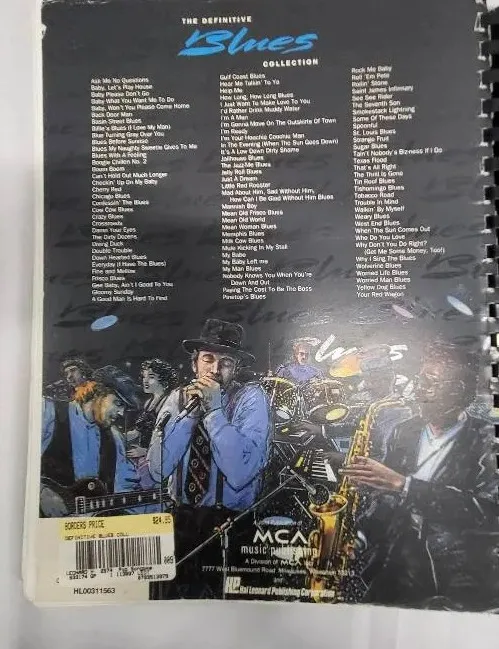 THE DEFINITIVE
Blues
COLLECTION
Ask Me No Questions
Baby, Let's Play House
Baby Please Don't Go
Baby What You Want Me To Do
Baby, Won't You Please Come Home
Back Door Man
Basin Street Blues
Billie's Blues (I Love My Man)
Blue Turning Gray Over You
Blues Before Sunrise
Blues My Naughty Sweetie Gives To Me
Blues With A Feeling
Boogie Chillen No. 2
Boom Boom
Can't Hold Out Much Longer
Checkin' Up On My Baby
Cherry Red
Chicago Blues
Confessin' The Blues
Cow Cow Blues
Crazy Blues
Crossroads
Damn Your Eyes
The Dirty Dozens
Dining Duck
Double Trouble
Down Hearted Blues
Everyday (I Have The Blues)
Fine and Mellow
Frisco Blues
Gee Baby, Ain't I Good To You
Gloomy Sunday
A Good Man Is Hard To Find
Gulf Coast Blues
Hear Me Talkin' To Ya
Help Me
How Long, How Long Blues
I Just Want To Make Love To You
I'd Rather Drink Muddy Water
I'm A Man
I'm Gonna Move On The Outskirts Of Town
I'm Ready
I'm Your Hoochie Coochie Man
In The Evening (When The Sun Goes Down)
It's A Low Down Dirty Shame
Jailhouse Blues
The Jazz-Me Blues
Jelly Roll Blues
Just A Dream
Little Red Rooster
Mad About Him, Sad Without Him,
How Can I Be Glad Without Him Blues
Mannish Boy
Mean Old Frisco Blues
Mean Old World
Mean Woman Blues
Memphis Blues
Milk Cow Blues
Mule Kicking In My Stall
My Babe
My Baby Left me
My Man Blues
Nobody Knows You When You're
Down And Out
Paying The Cost To Be The Boss
Pinetop's Blues
Rock Me Baby
Roll 'Em Pete
Rollin' Stone
Saint James Infirmary
See See Rider
The Seventh Son
Smokestack Lightning
Some Of These Days
Spoonful
St. Louis Blues
Strange Fruit
Sugar Blues
Tain't Nobody's Bizness If I Do
Texas Flood
That's All Right
The Thrill Is Gone
Tin Roof Blues
Tishomingo Blues
Tobacco Road
Trouble In Mind
Walkin' By Myself
Weary Blues
West End Blues
When The Sun Comes Out
Who Do You Love
Why Don't You Do Right?
(Get Me Some Money, Too!)
Why I Sing The Blues
Wolverine Blues
Worried Life Blues
Worried Man Blues
Yellow Dog Blues
Your Red Wagon
Blues
BORDERS PRICE $24.95
DEFINITIVE BLUES COLL
HL00311563
A Joint Publication of
MCA
music publishing
A Division of MCA
7777 West Bluemound Road Milwaukee, Wisconsin
and
Hal Leonard Publishing Corporation